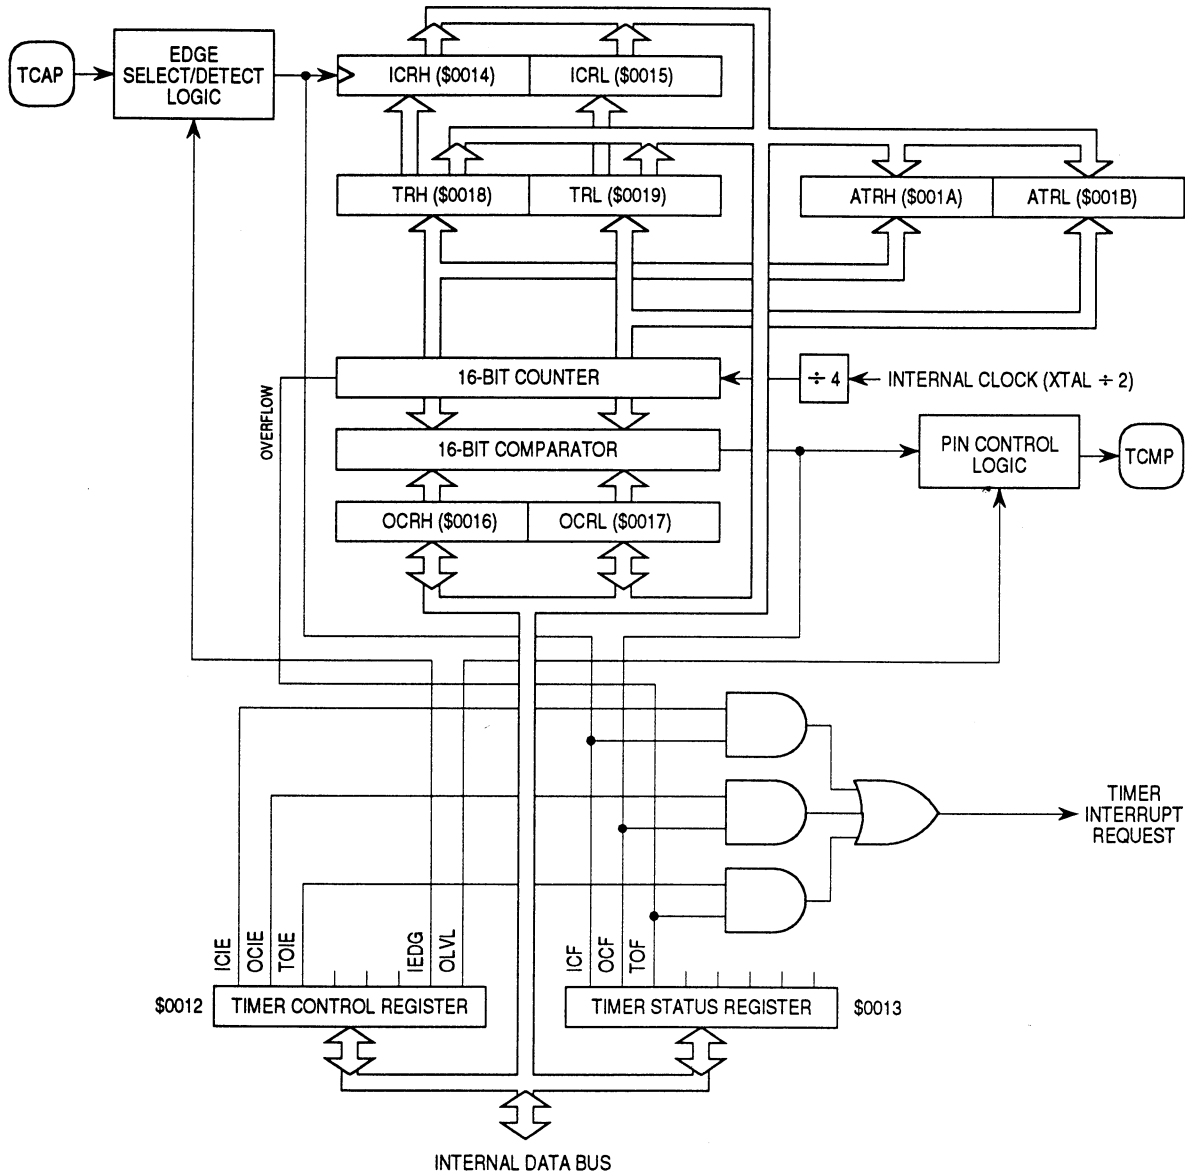 TCAP
EDGE
SELECT/DETECT
LOGIC
ICRH ($0014)
ICRL ($0015)
TRH ($0018)
TRL ($0019)
ATRH ($001A)
ATRL ($001B)
16-BIT COUNTER
÷ 4
INTERNAL CLOCK (XTAL ÷ 2)
OVERFLOW
16-BIT COMPARATOR
PIN CONTROL
LOGIC
TCMP
OCRH ($0016)
OCRL ($0017)
TIMER
INTERRUPT
REQUEST
ICIE
OCIE
TOIE
IEDG
OLVL
ICF
OCF
TOF
$0012
TIMER CONTROL REGISTER
TIMER STATUS REGISTER
$0013
INTERNAL DATA BUS